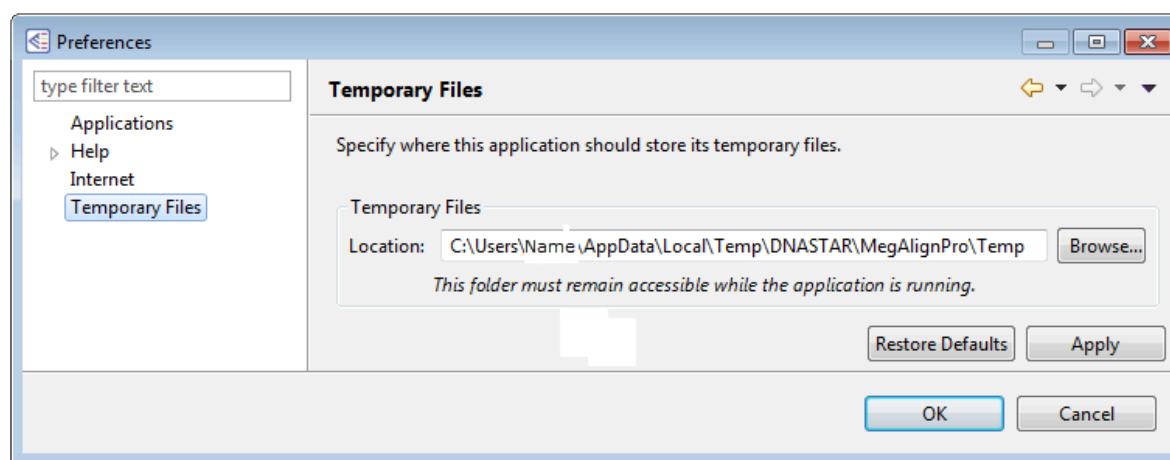 Preferences
type filter text
Applications
Help
Internet
Temporary Files
Temporary Files
Specify where this application should store its temporary files.
Temporary Files
Location: C:\Users\Name\AppData\Local\Temp\DNASTAR\MegAlignPro\Temp Browse...
This folder must remain accessible while the application is running.
Restore Defaults Apply
OK Cancel